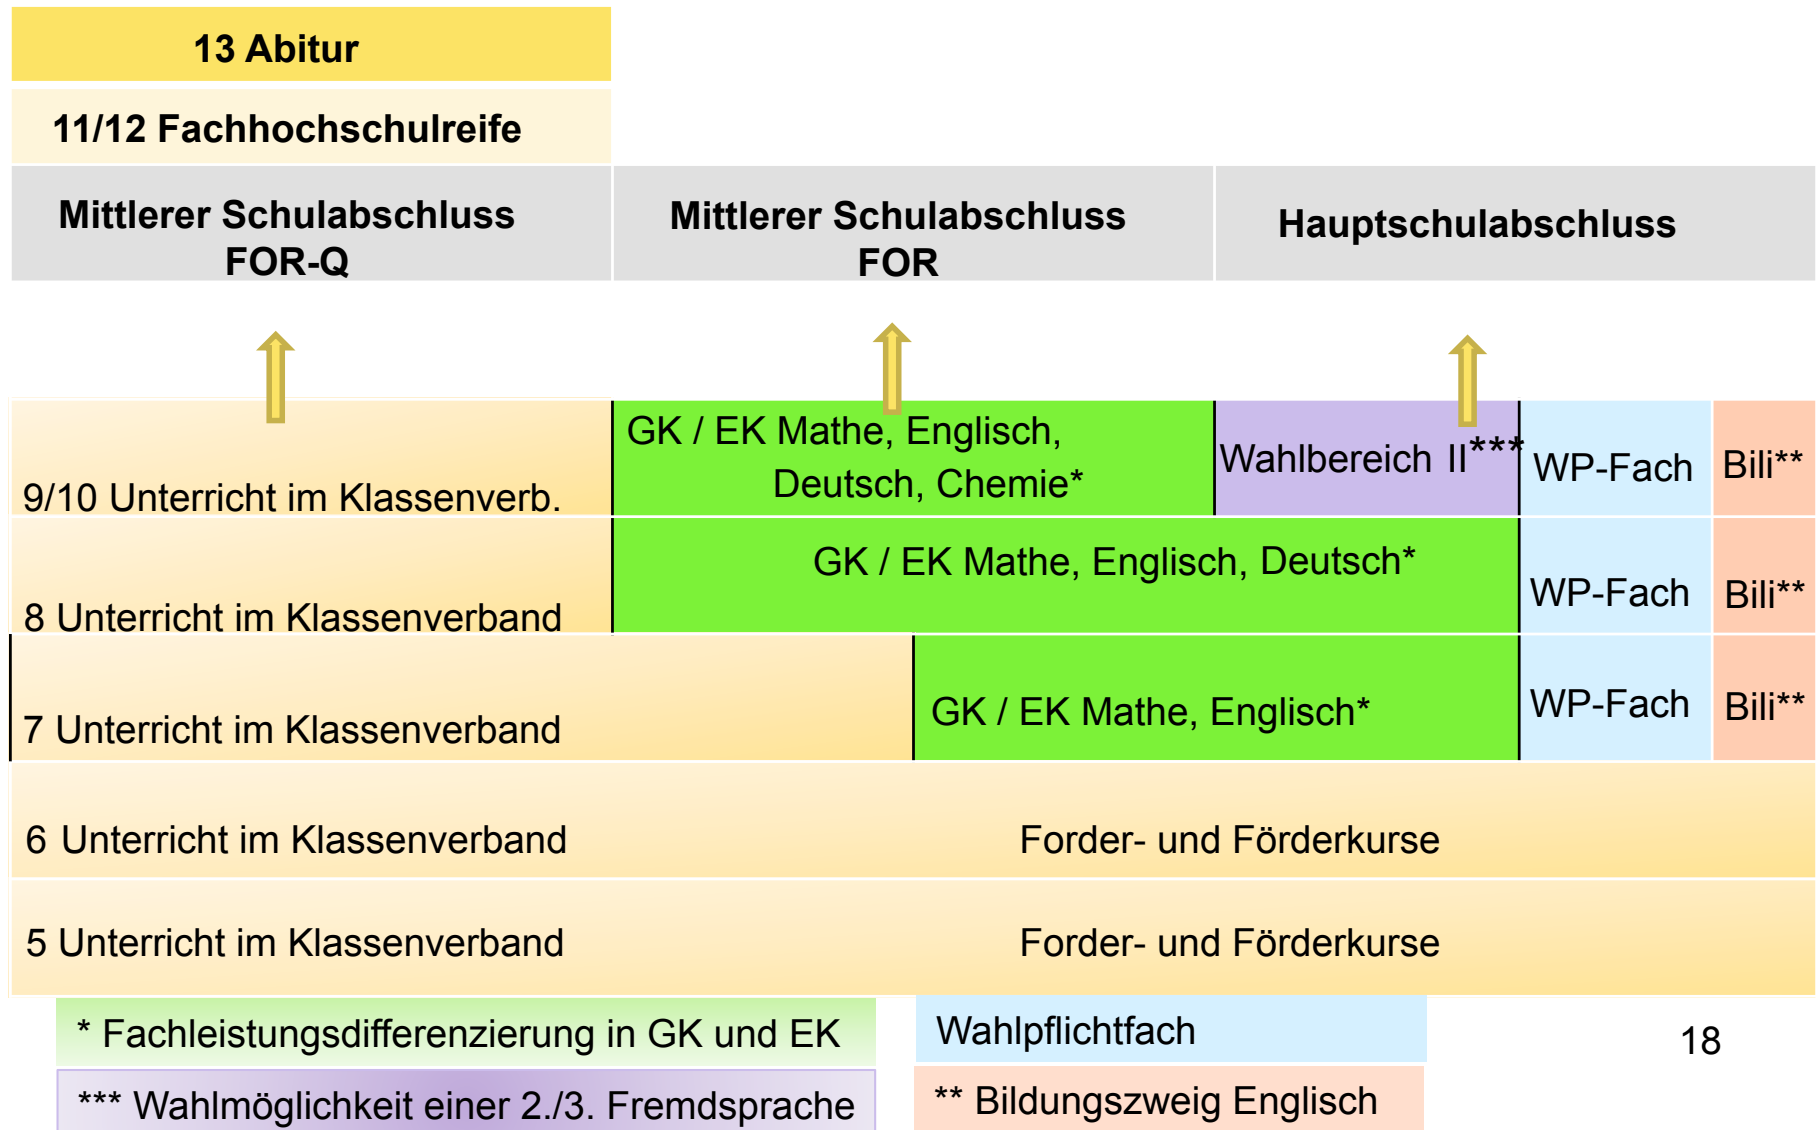 13 Abitur
11/12 Fachhochschulreife
Mittlerer Schulabschluss
FOR-Q
Mittlerer Schulabschluss
FOR
Hauptschulabschluss
9/10 Unterricht im Klassenverb.
GK / EK Mathe, Englisch,
Deutsch, Chemie*
Wahlbereich II***
WP-Fach
Bili**
8 Unterricht im Klassenverband
GK / EK Mathe, Englisch, Deutsch*
WP-Fach
Bili**
7 Unterricht im Klassenverband
GK / EK Mathe, Englisch*
WP-Fach
Bili**
6 Unterricht im Klassenverband
Forder- und Förderkurse
5 Unterricht im Klassenverband
Forder- und Förderkurse
* Fachleistungsdifferenzierung in GK und EK
Wahlpflichtfach
18
*** Wahlmöglichkeit einer 2./3. Fremdsprache
** Bildungszweig Englisch